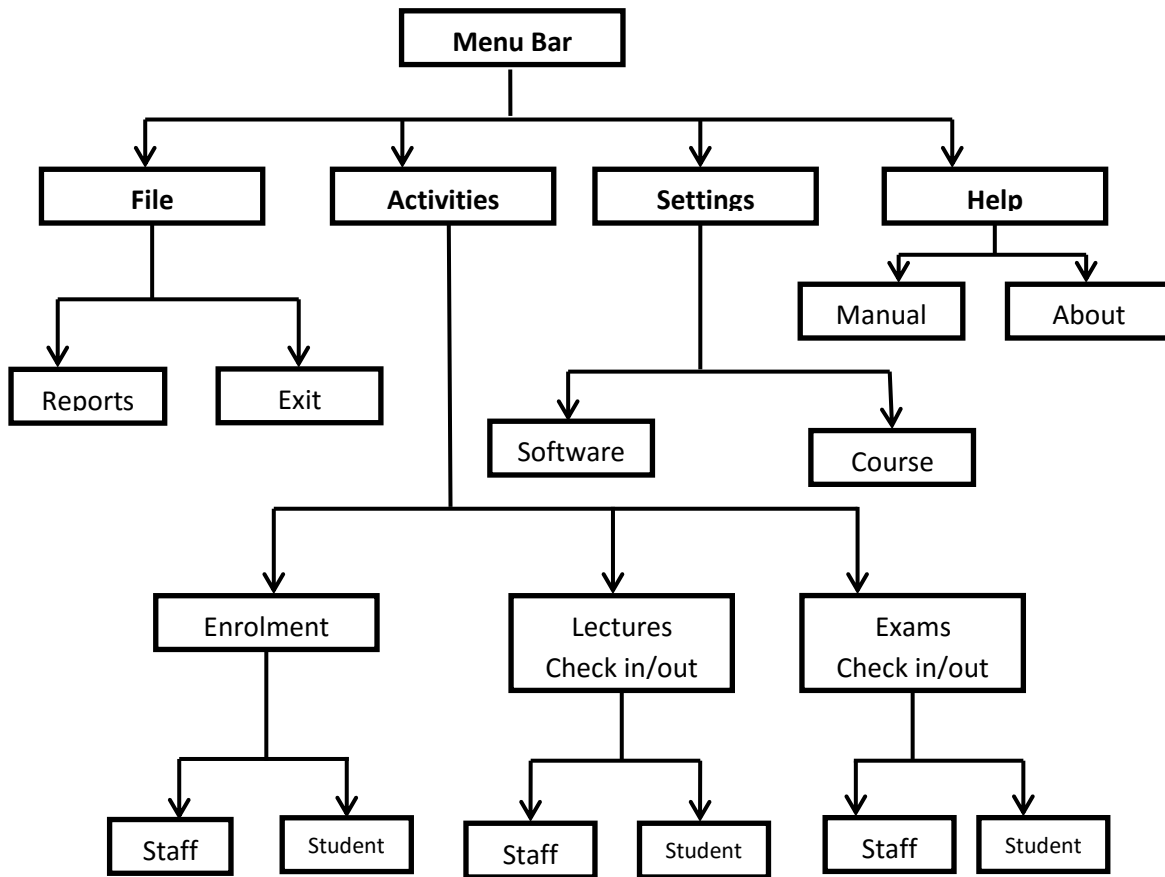 Menu Bar
File
Activities
Settings
Help
Manual
About
Reports
Exit
Software
Course
Enrolment
Lectures
Check in/out
Exams
Check in/out
Staff
Student
Staff
Student
Staff
Student